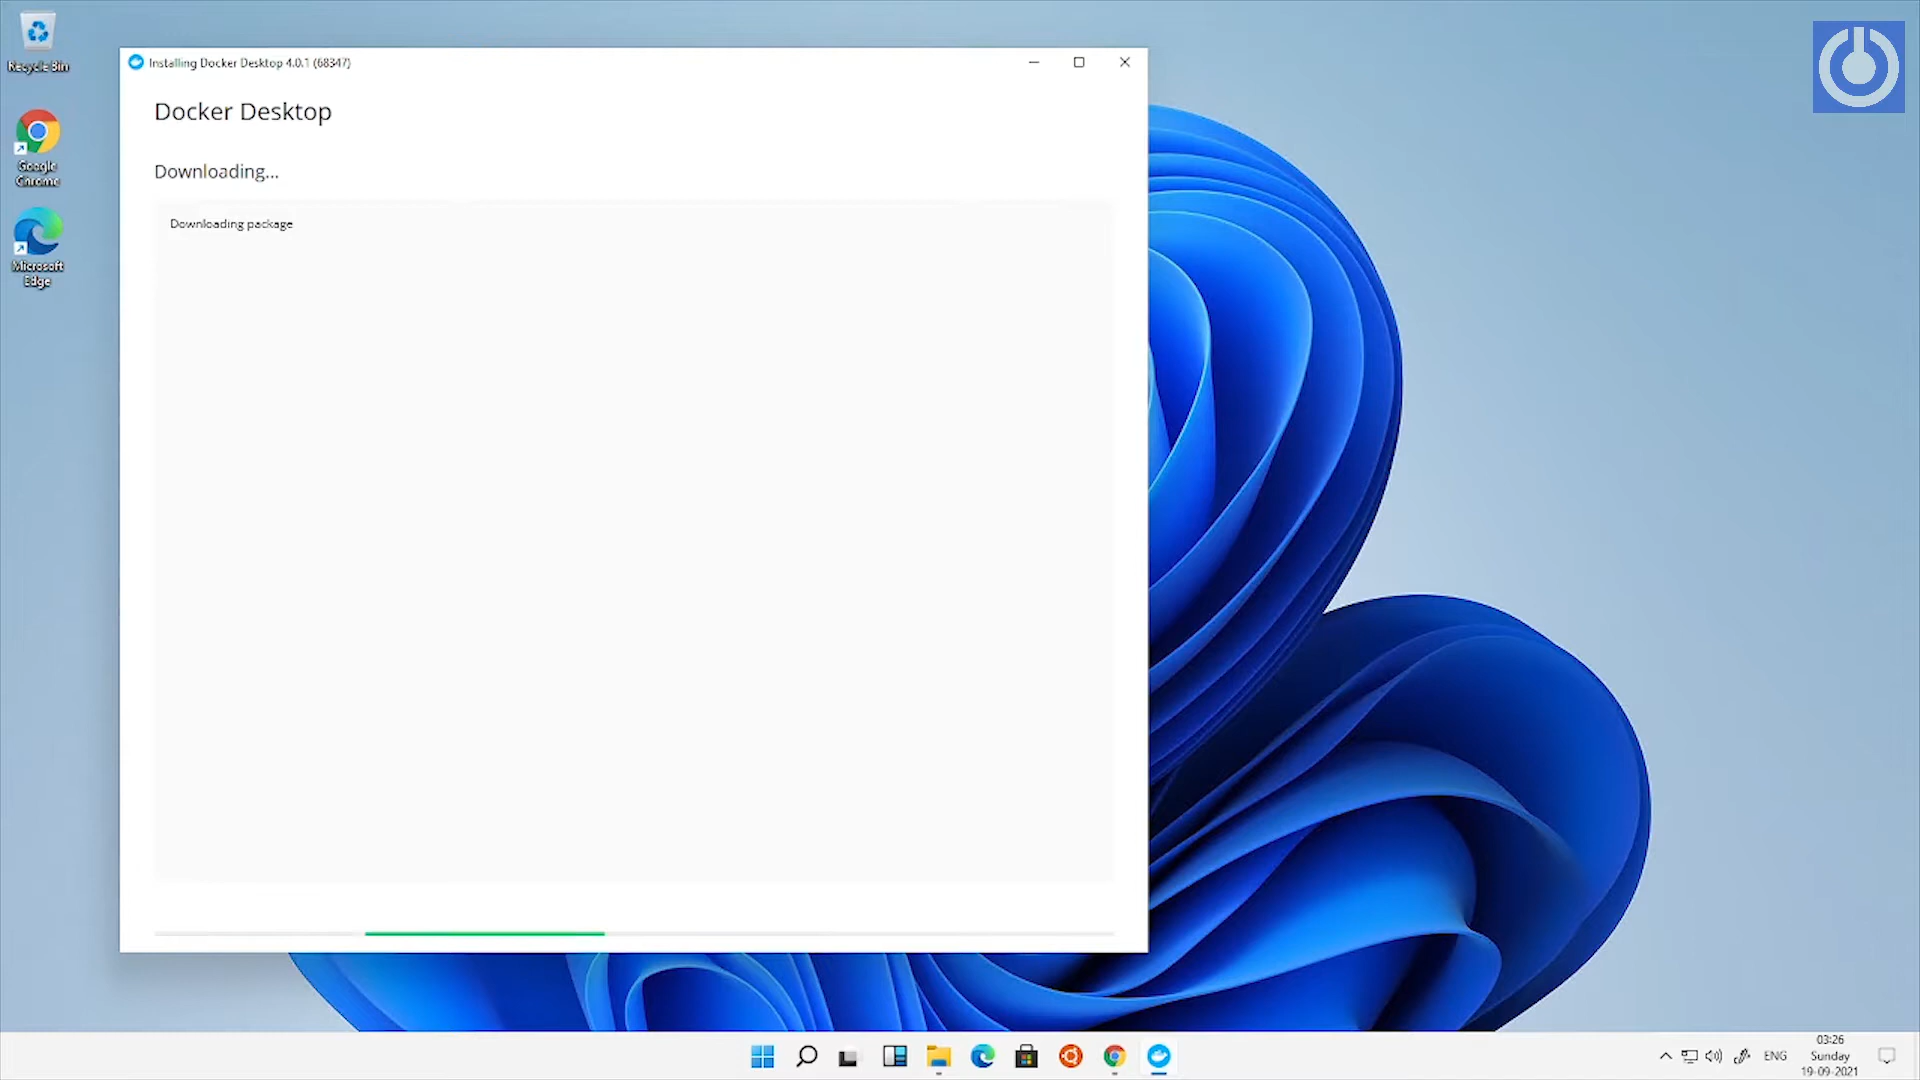 Recycle Bin
Google
Chrome
Microsoft
Edge
Installing Docker Desktop 4.0.1 (68347)
Docker Desktop
Downloading...
Downloading package
ENG
03:26
Sunday
19-09-2021